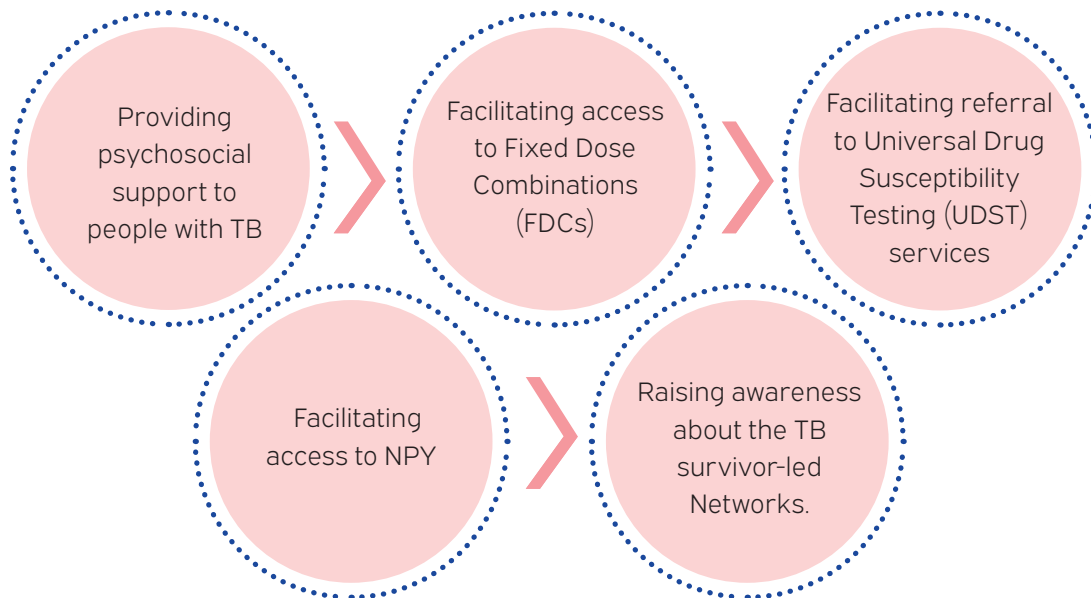 Providing
psychosocial
support to
people with TB
Facilitating access
to Fixed Dose
Combinations
(FDCs)
Facilitating referral
to Universal Drug
Susceptibility
Testing (UDST)
services
Facilitating
access to NPY
Raising awareness
about the TB
survivor-led
Networks.